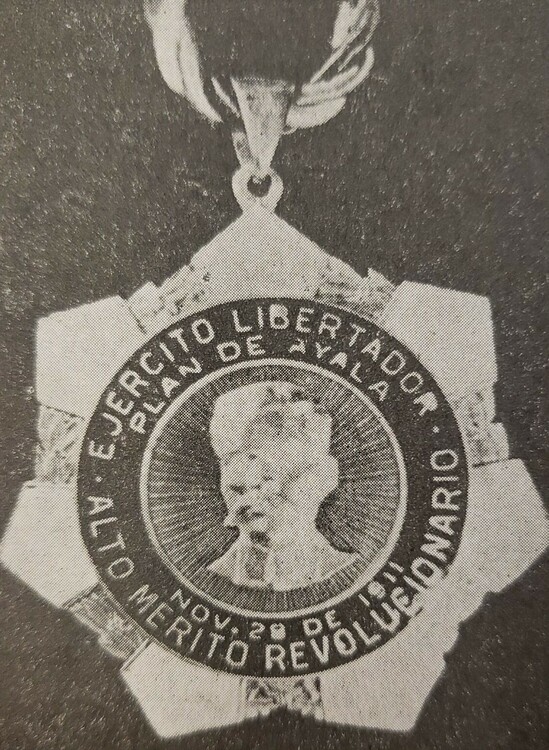 EJERCITO LIBERTADOR
PLAN DE AYALA
NOV. 28 DE 1911
ALTO MERITO REVOLUCIONARIO